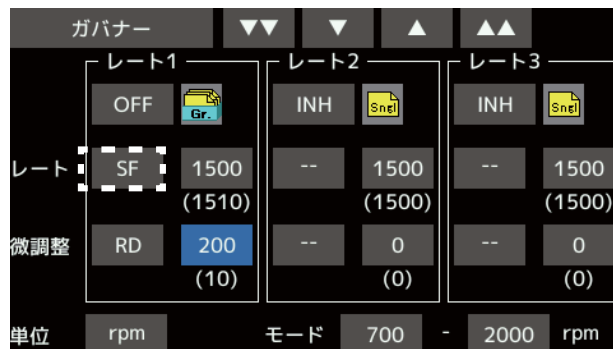 ガバナー ▼▼ ▼ ▲ ▲▲
レート1 レート2 レート3
OFF Gr. INH Sngl INH Sngl
レート SF 1500 -- 1500 -- 1500
(1510) (1500) (1500)
微調整 RD 200 -- 0 -- 0
(10) (0) (0)
単位 rpm モード 700 - 2000 rpm